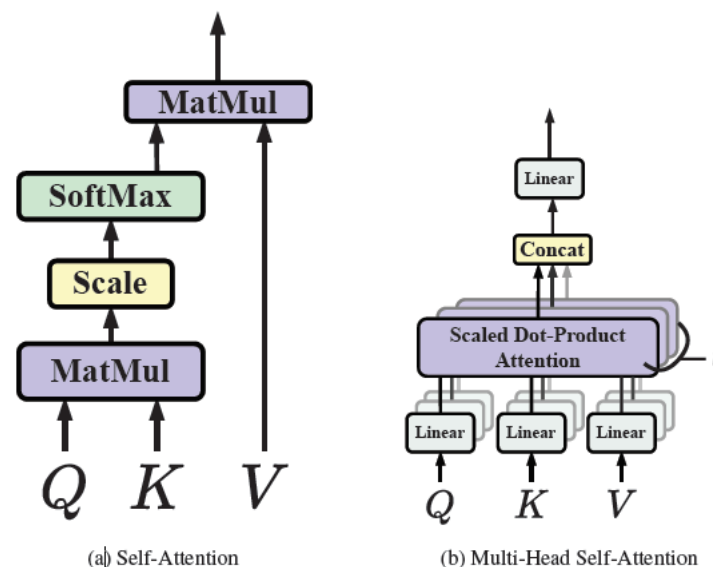 MatMul
SoftMax
Scale
MatMul
Q K V
(a) Self-Attention
Linear
Concat
Scaled Dot-Product
Attention
Linear Linear Linear
Q K V
(b) Multi-Head Self-Attention